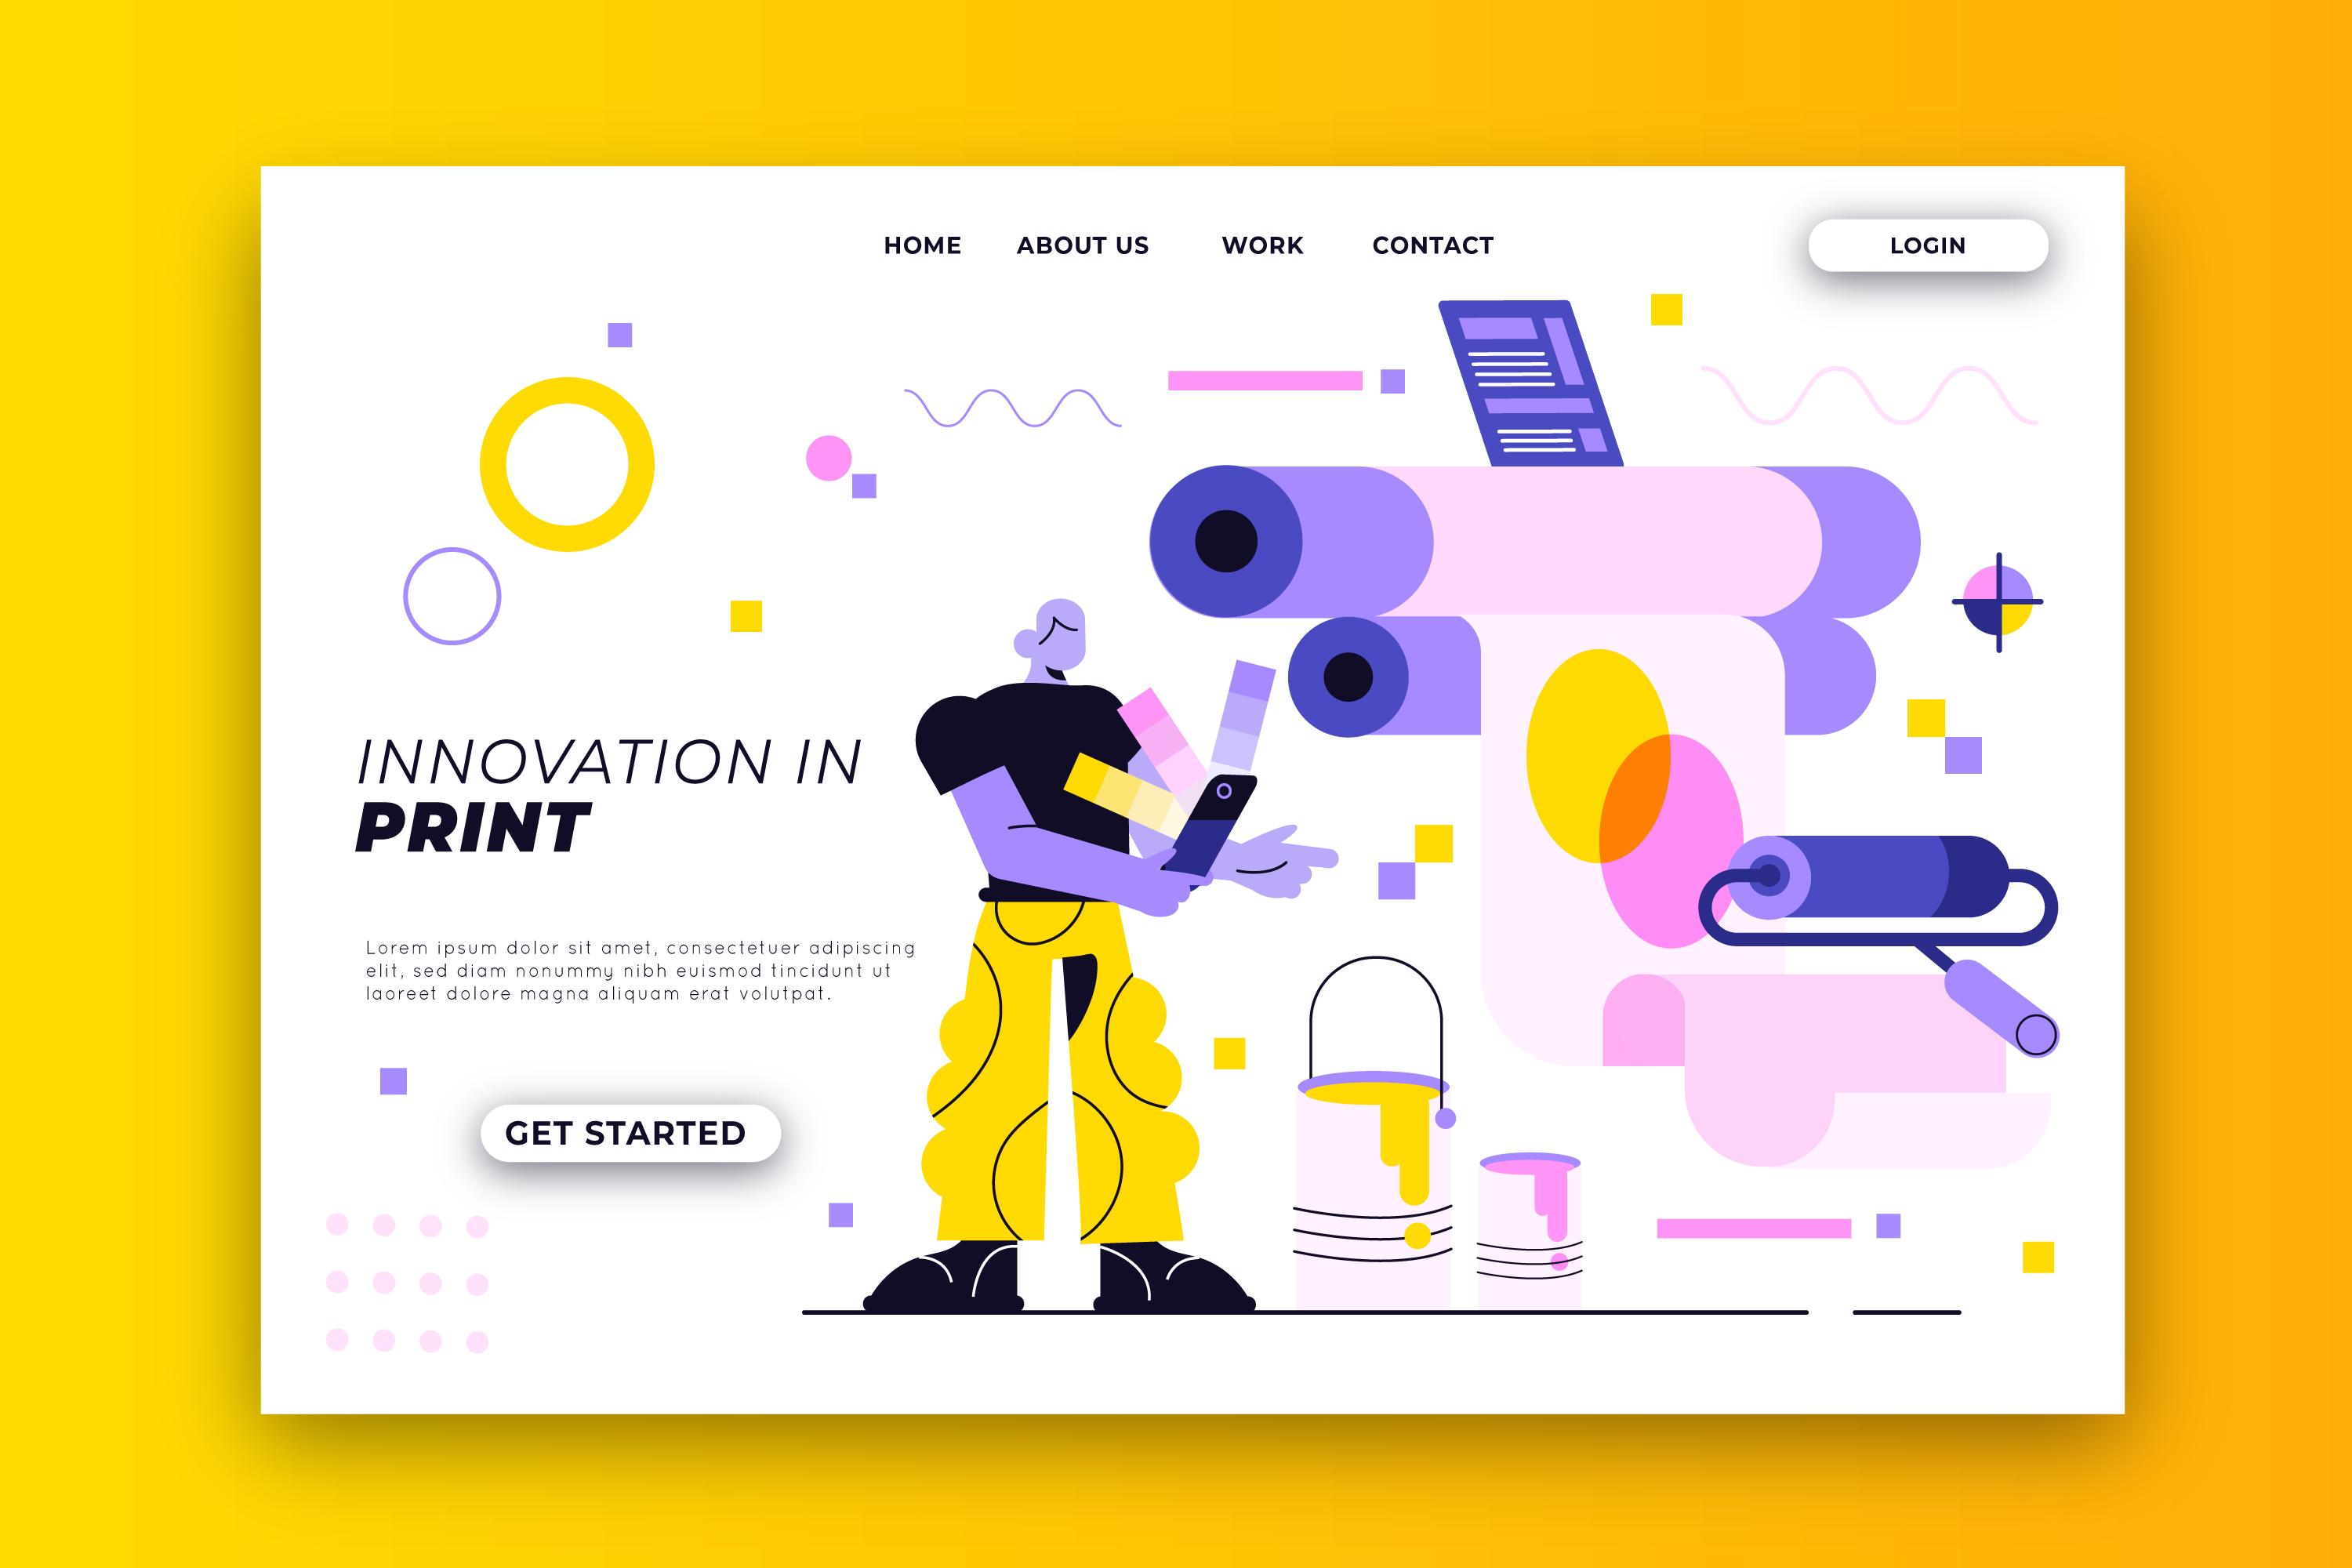 HOME ABOUT US WORK CONTACT LOGIN
INNOVATION IN
PRINT
Lorem ipsum dolor sit amet, consectetuer adipiscing
elit, sed diam nonummy nibh euismod tincidunt ut
laoreet dolore magna aliquam erat volutpat.
GET STARTED